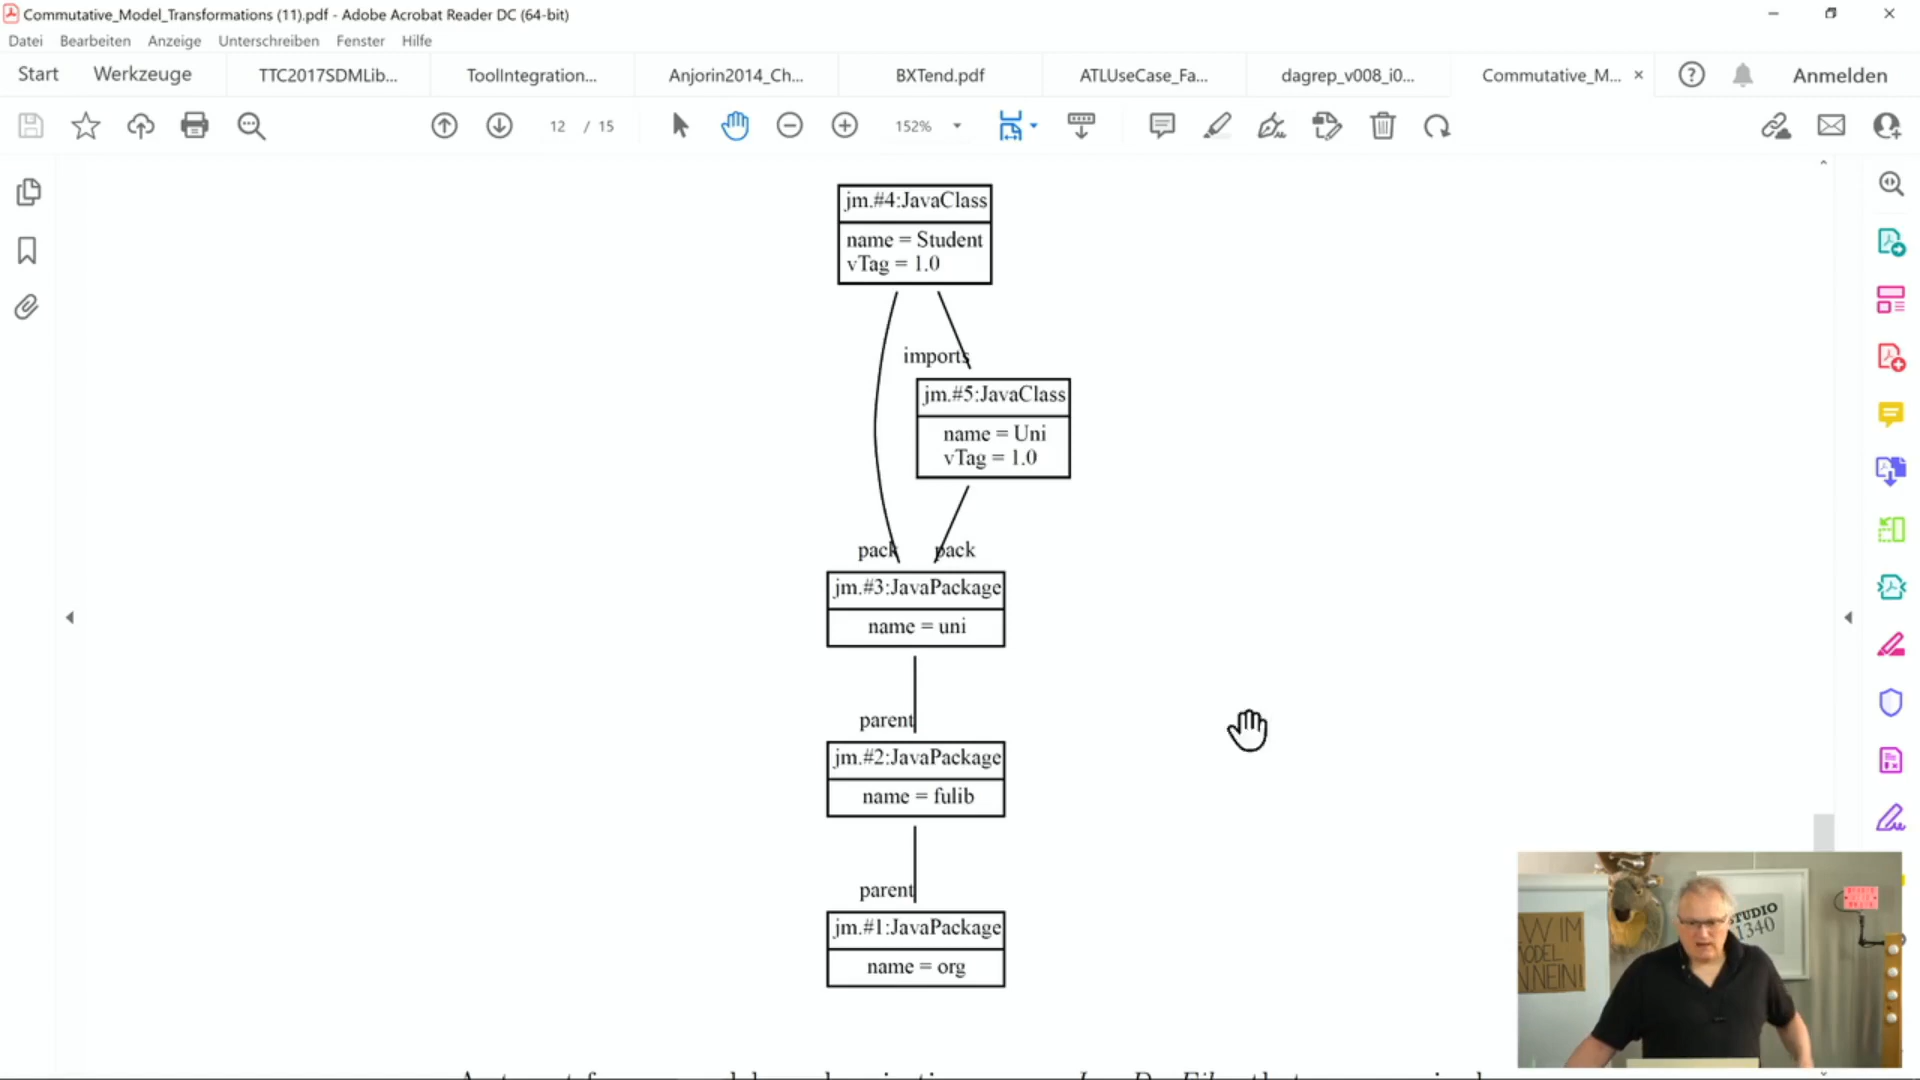 Commutative_Model_Transformations (11).pdf - Adobe Acrobat Reader DC (64-bit)
Datei Bearbeiten Anzeige Unterschreiben Fenster Hilfe
Start Werkzeuge TTC2017SDMLib... ToolIntegration... Anjorin2014_Ch... BXTend.pdf ATLUseCase_Fa... dagrep_v008_i0... Commutative_M... × Anmelden
12 / 15 152%
jm.#4:JavaClass
name = Student
vTag = 1.0
imports
jm.#5:JavaClass
name = Uni
vTag = 1.0
pack pack
jm.#3:JavaPackage
name = uni
parent
jm.#2:JavaPackage
name = fulib
parent
jm.#1:JavaPackage
name = org
STUDIO
1340
W IM